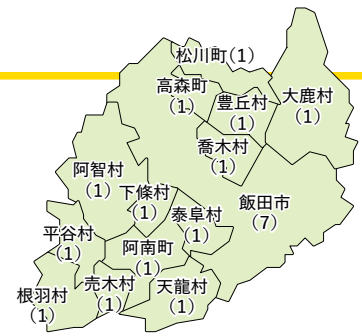 松川町(1)
高森町
(1)
豊丘村
(1)
大鹿村
(1)
喬木村
(1)
阿智村
(1)
下條村
(1)
泰阜村
(1)
飯田市
(7)
平谷村
(1)
阿南町
(1)
根羽村
(1)
売木村
(1)
天龍村
(1)